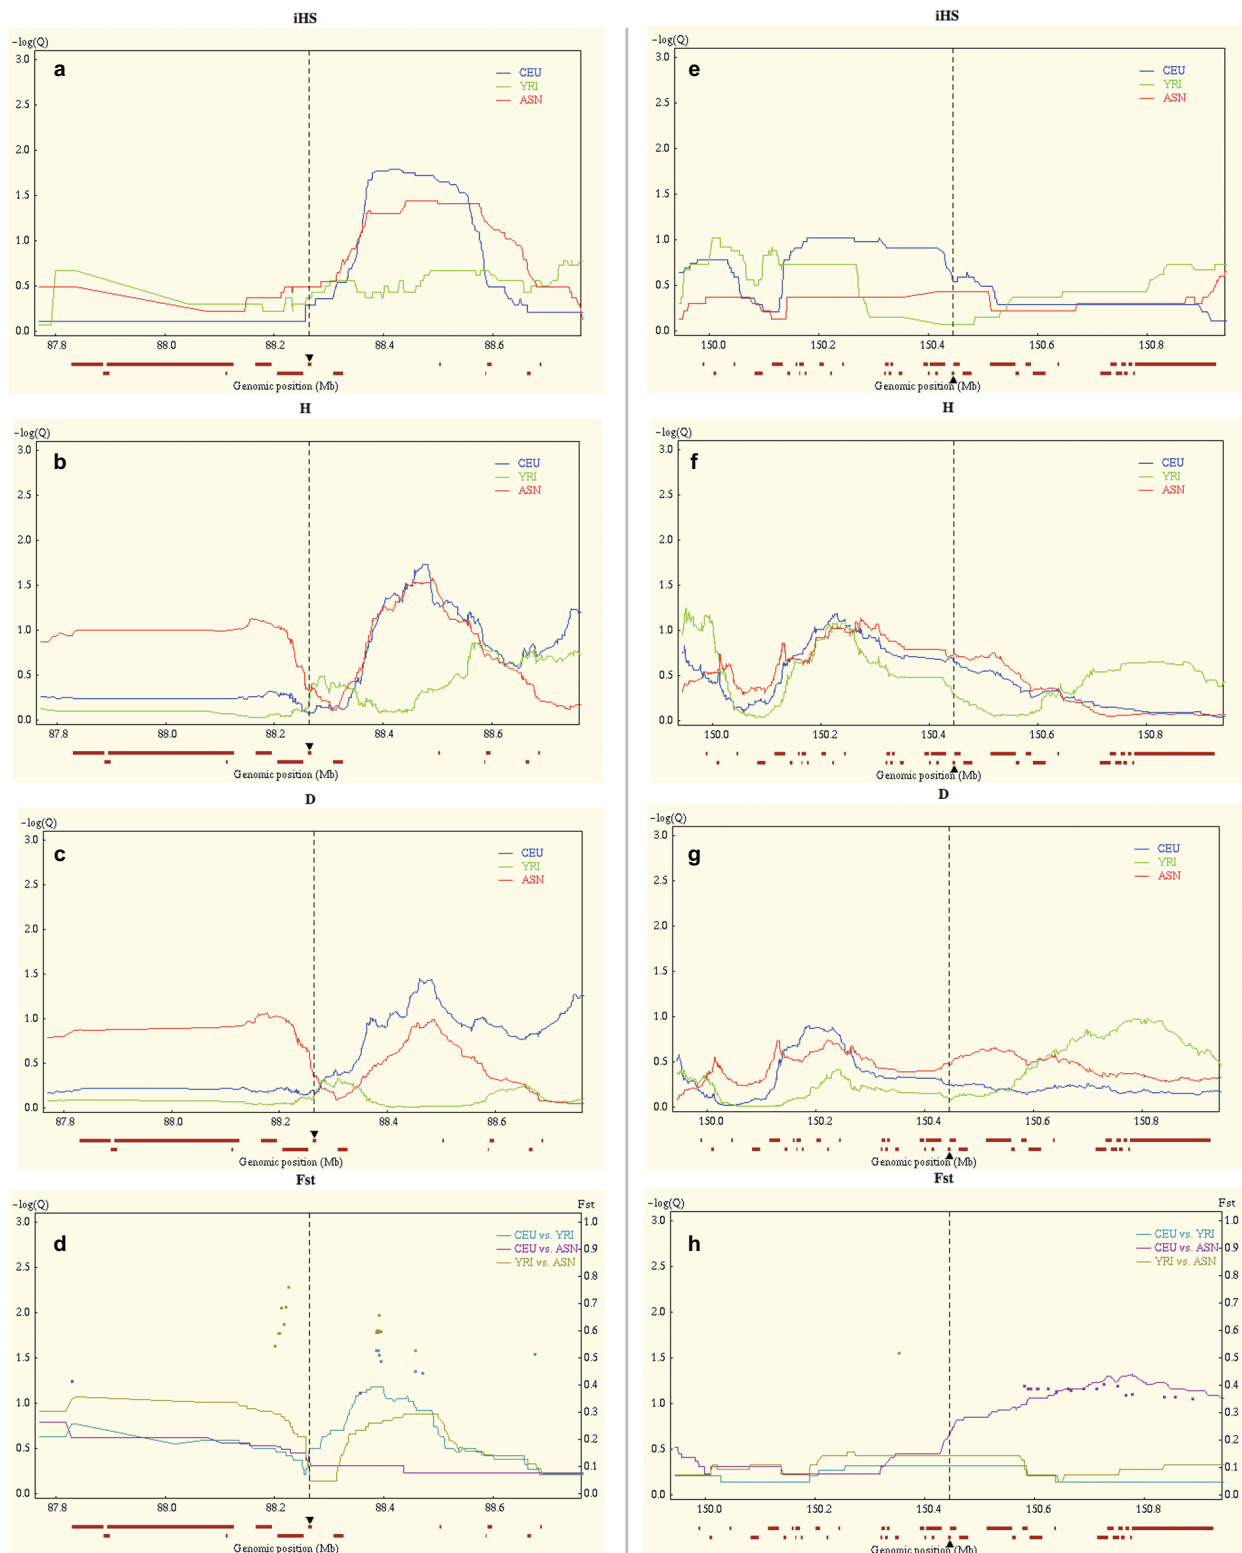 iHS
−log(Q)
a
CEU
YRI
ASN
3.0
2.5
2.0
1.5
1.0
0.5
0.0
87.8 88.0 88.2 88.4 88.6
Genomic position (Mb)
H
−log(Q)
b
CEU
YRI
ASN
3.0
2.5
2.0
1.5
1.0
0.5
0.0
87.8 88.0 88.2 88.4 88.6
Genomic position (Mb)
D
−log(Q)
c
CEU
YRI
ASN
3.0
2.5
2.0
1.5
1.0
0.5
0.0
87.8 88.0 88.2 88.4 88.6
Genomic position (Mb)
Fst
−log(Q) Fst
d
CEU vs. YRI
CEU vs. ASN
YRI vs. ASN
3.0
2.5
2.0
1.5
1.0
0.5
0.0
1.0
0.9
0.8
0.7
0.6
0.5
0.4
0.3
0.2
0.1
0.0
87.8 88.0 88.2 88.4 88.6
Genomic position (Mb)
iHS
−log(Q)
e
CEU
YRI
ASN
3.0
2.5
2.0
1.5
1.0
0.5
0.0
150.0 150.2 150.4 150.6 150.8
Genomic position (Mb)
H
−log(Q)
f
CEU
YRI
ASN
3.0
2.5
2.0
1.5
1.0
0.5
0.0
150.0 150.2 150.4 150.6 150.8
Genomic position (Mb)
D
−log(Q)
g
CEU
YRI
ASN
3.0
2.5
2.0
1.5
1.0
0.5
0.0
150.0 150.2 150.4 150.6 150.8
Genomic position (Mb)
Fst
−log(Q) Fst
h
CEU vs. YRI
CEU vs. ASN
YRI vs. ASN
3.0
2.5
2.0
1.5
1.0
0.5
0.0
1.0
0.9
0.8
0.7
0.6
0.5
0.4
0.3
0.2
0.1
0.0
150.0 150.2 150.4 150.6 150.8
Genomic position (Mb)